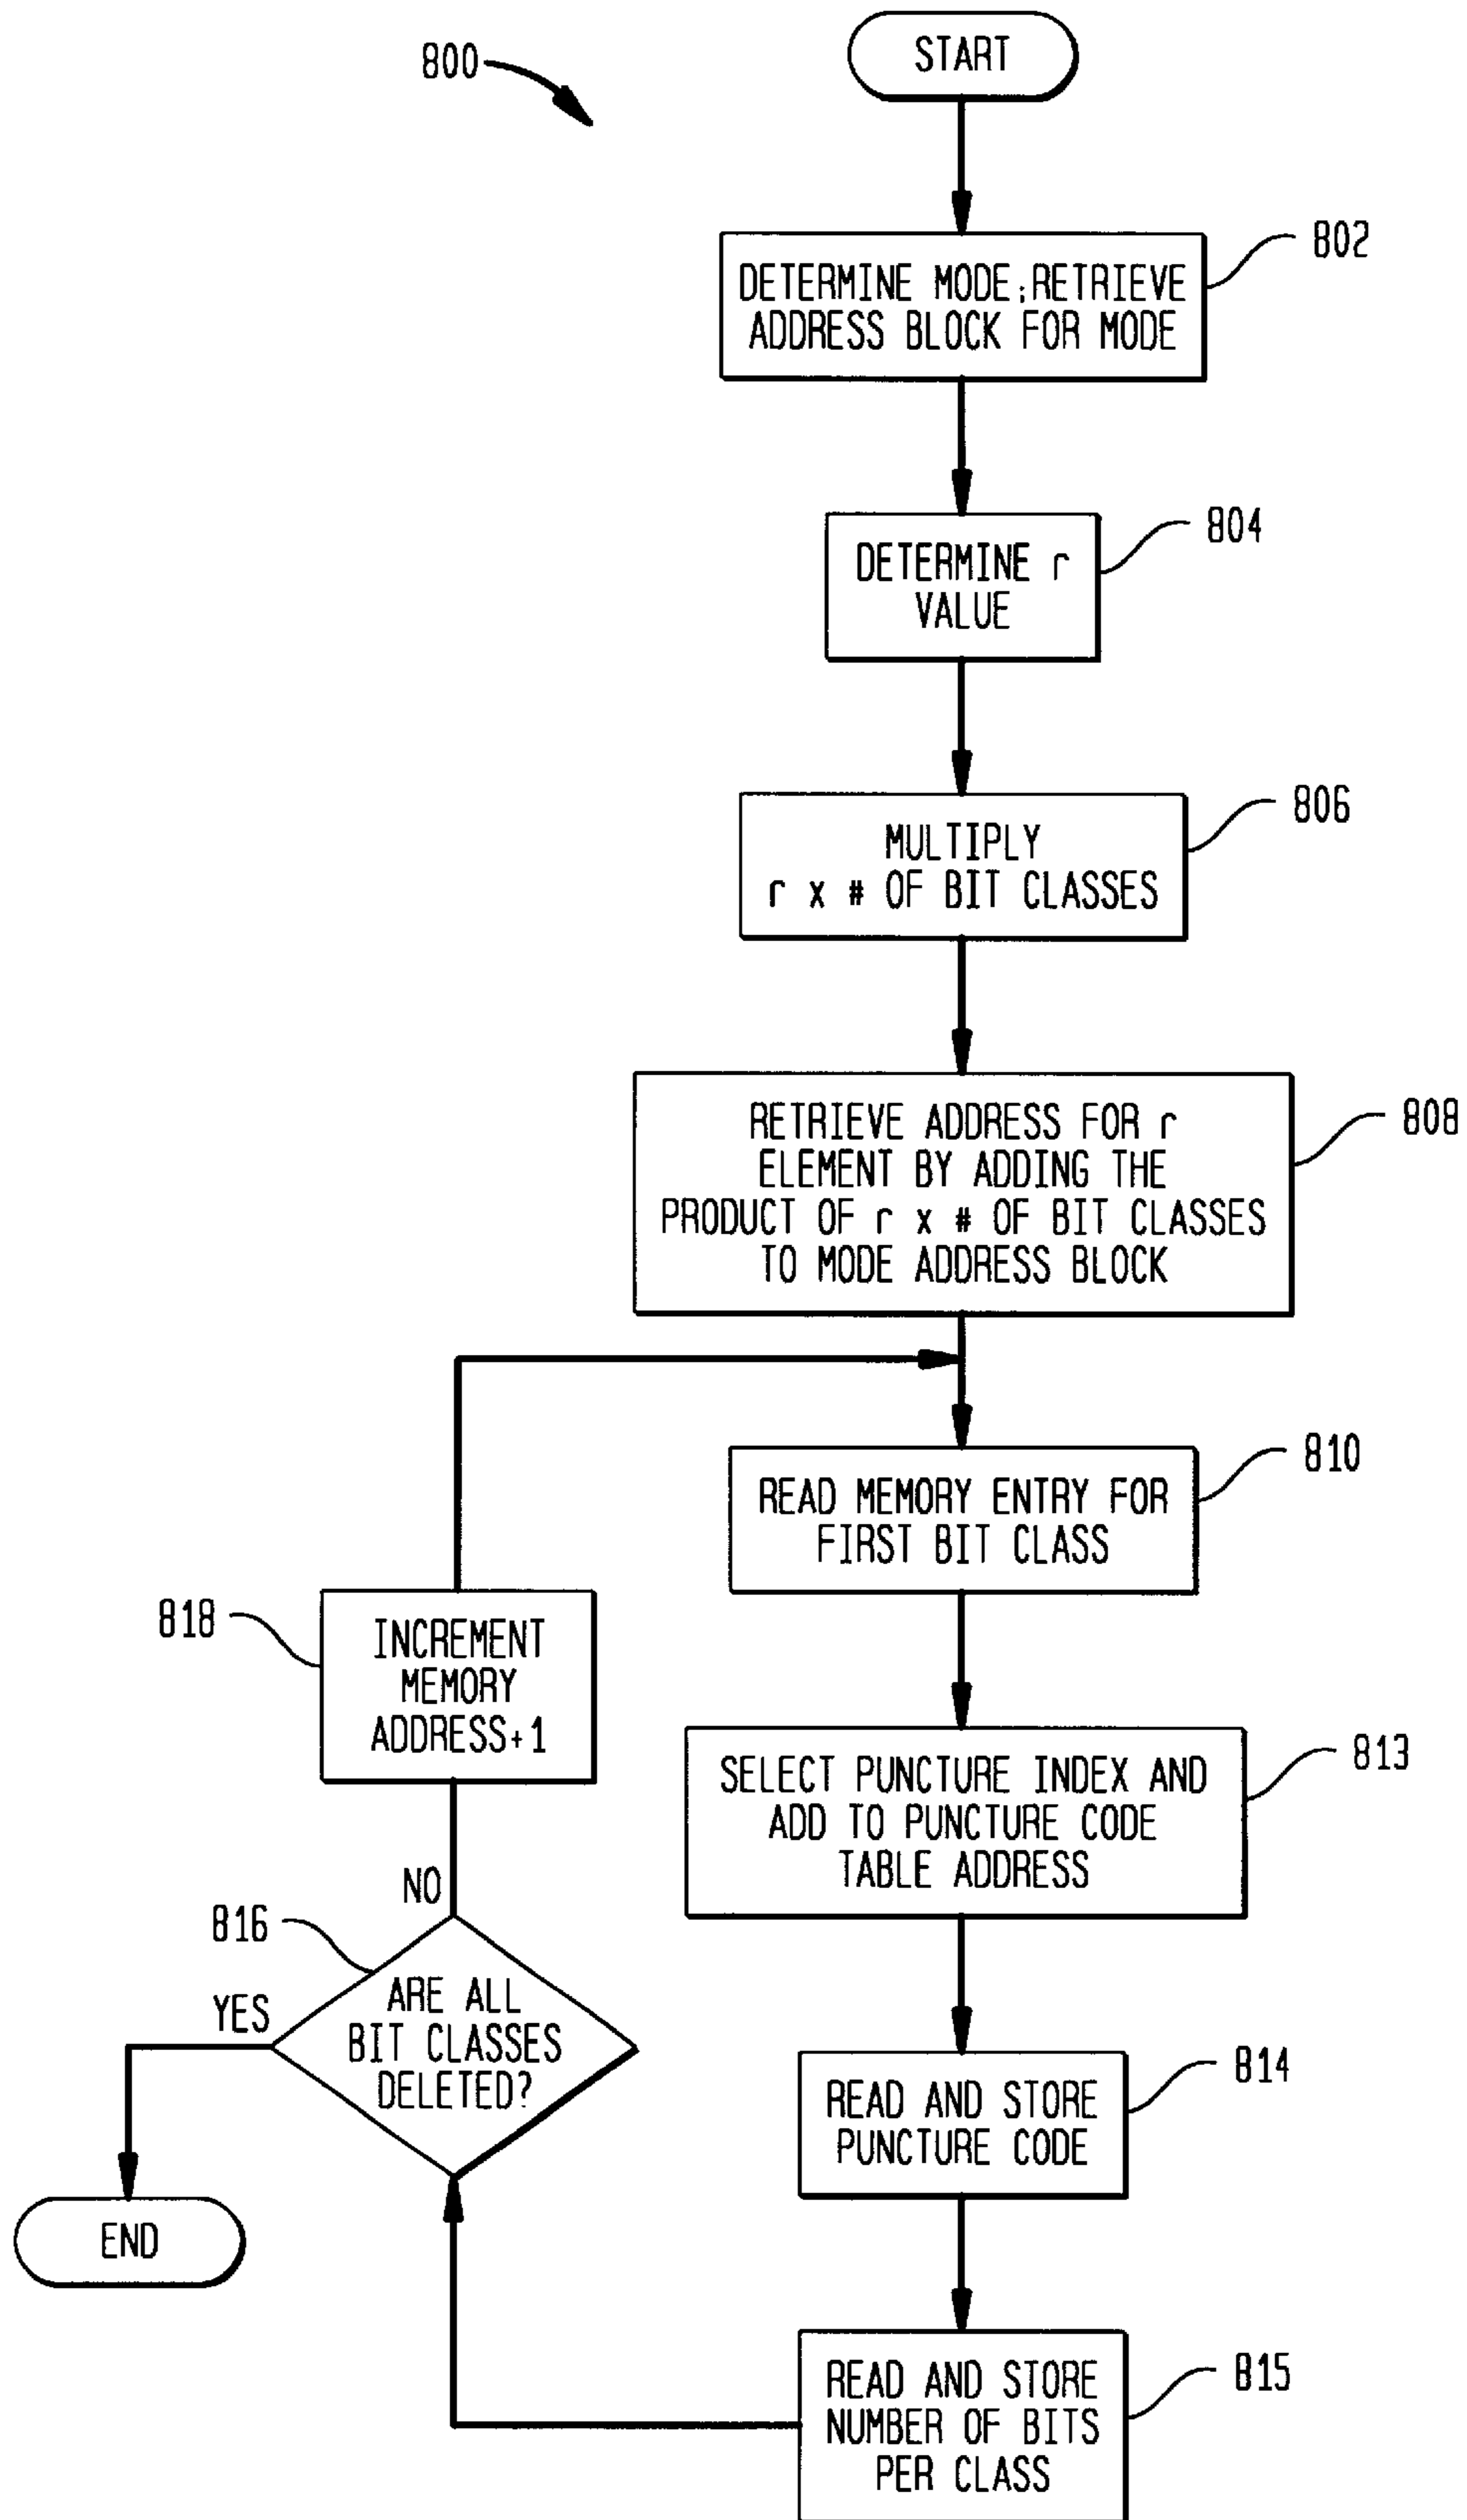 800
START
802
DETERMINE MODE;RETRIEVE
ADDRESS BLOCK FOR MODE
804
DETERMINE r
VALUE
806
MULTIPLY
r x # OF BIT CLASSES
808
RETRIEVE ADDRESS FOR r
ELEMENT BY ADDING THE
PRODUCT OF r x # OF BIT CLASSES
TO MODE ADDRESS BLOCK
810
READ MEMORY ENTRY FOR
FIRST BIT CLASS
818
INCREMENT
MEMORY
ADDRESS+1
813
SELECT PUNCTURE INDEX AND
ADD TO PUNCTURE CODE
TABLE ADDRESS
NO
816
YES
ARE ALL
BIT CLASSES
DELETED?
814
READ AND STORE
PUNCTURE CODE
END
815
READ AND STORE
NUMBER OF BITS
PER CLASS